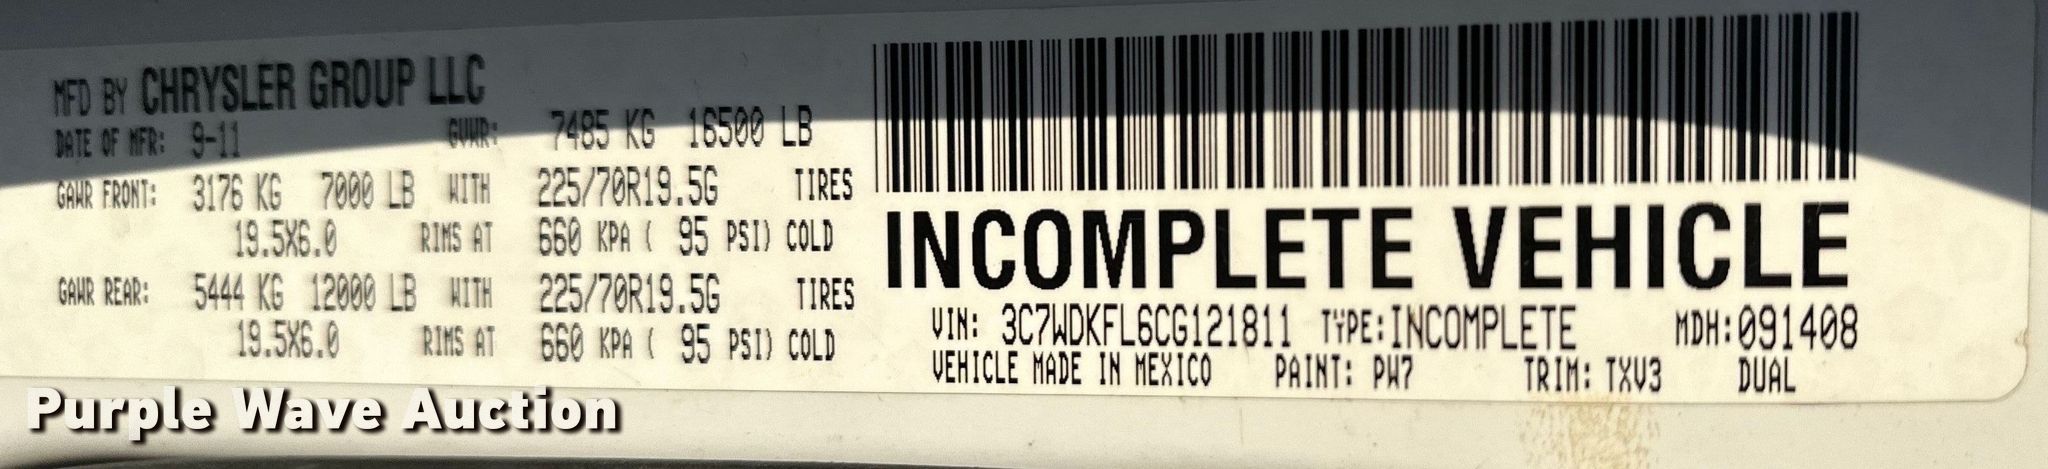 MFD BY CHRYSLER GROUP LLC
DATE OF MFR: 9-11 GVWR: 7485 KG 16500 LB
GAWR FRONT: 3176 KG 7000 LB WITH 225/70R19.5G TIRES
19.5X6.0 RIMS AT 660 KPA ( 95 PSI) COLD
GAWR REAR: 5444 KG 12000 LB WITH 225/70R19.5G TIRES
19.5X6.0 RIMS AT 660 KPA ( 95 PSI) COLD
INCOMPLETE VEHICLE
VIN: 3C7WDKFL6CG121811 TYPE:INCOMPLETE MDH:091408
VEHICLE MADE IN MEXICO PAINT: PW7 TRIM: TXV3 DUAL
Purple Wave Auction